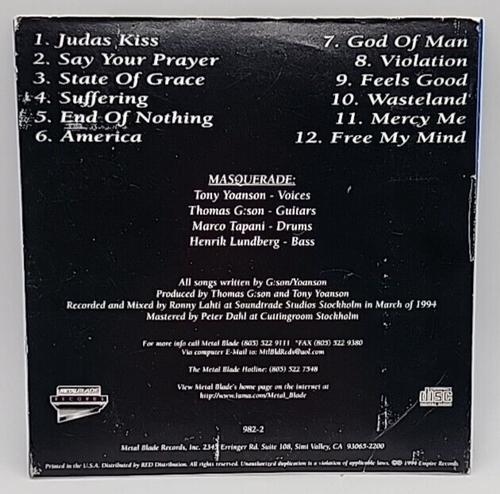 1. Judas Kiss
2. Say Your Prayer
3. State Of Grace
4. Suffering
5. End Of Nothing
6. America
7. God Of Man
8. Violation
9. Feels Good
10. Wasteland
11. Mercy Me
12. Free My Mind
MASQUERADE:
Tony Yoanson - Voices
Thomas G:son - Guitars
Marco Tapani - Drums
Henrik Lundberg - Bass
All songs written by G:son/Yoanson
Produced by Thomas G:son and Tony Yoanson
Recorded and Mixed by Ronny Lahti at Soundtrade Studios Stockholm in March of 1994
Mastered by Peter Dahl at Cuttingroom Stockholm
For more info call Metal Blade (805) 522 9111 *FAX (805) 522 9380
Via computer E-Mail to: MtlBldRcds@aol.com
The Metal Blade Hotline: (805) 522 7548
View Metal Blade's home page on the internet at
http://www.iuma.com/Metal_Blade
METAL BLADE
RECORDS
COMPACT
disc
DIGITAL AUDIO
982-2
Metal Blade Records, Inc. 2345 Erringer Rd. Suite 108, Simi Valley, CA 93065-2200
Printed in the U.S.A. Distributed by RED Distribution. All rights reserved. Unauthorized duplication is a violation of applicable laws. ©℗ 1994 Empire Records